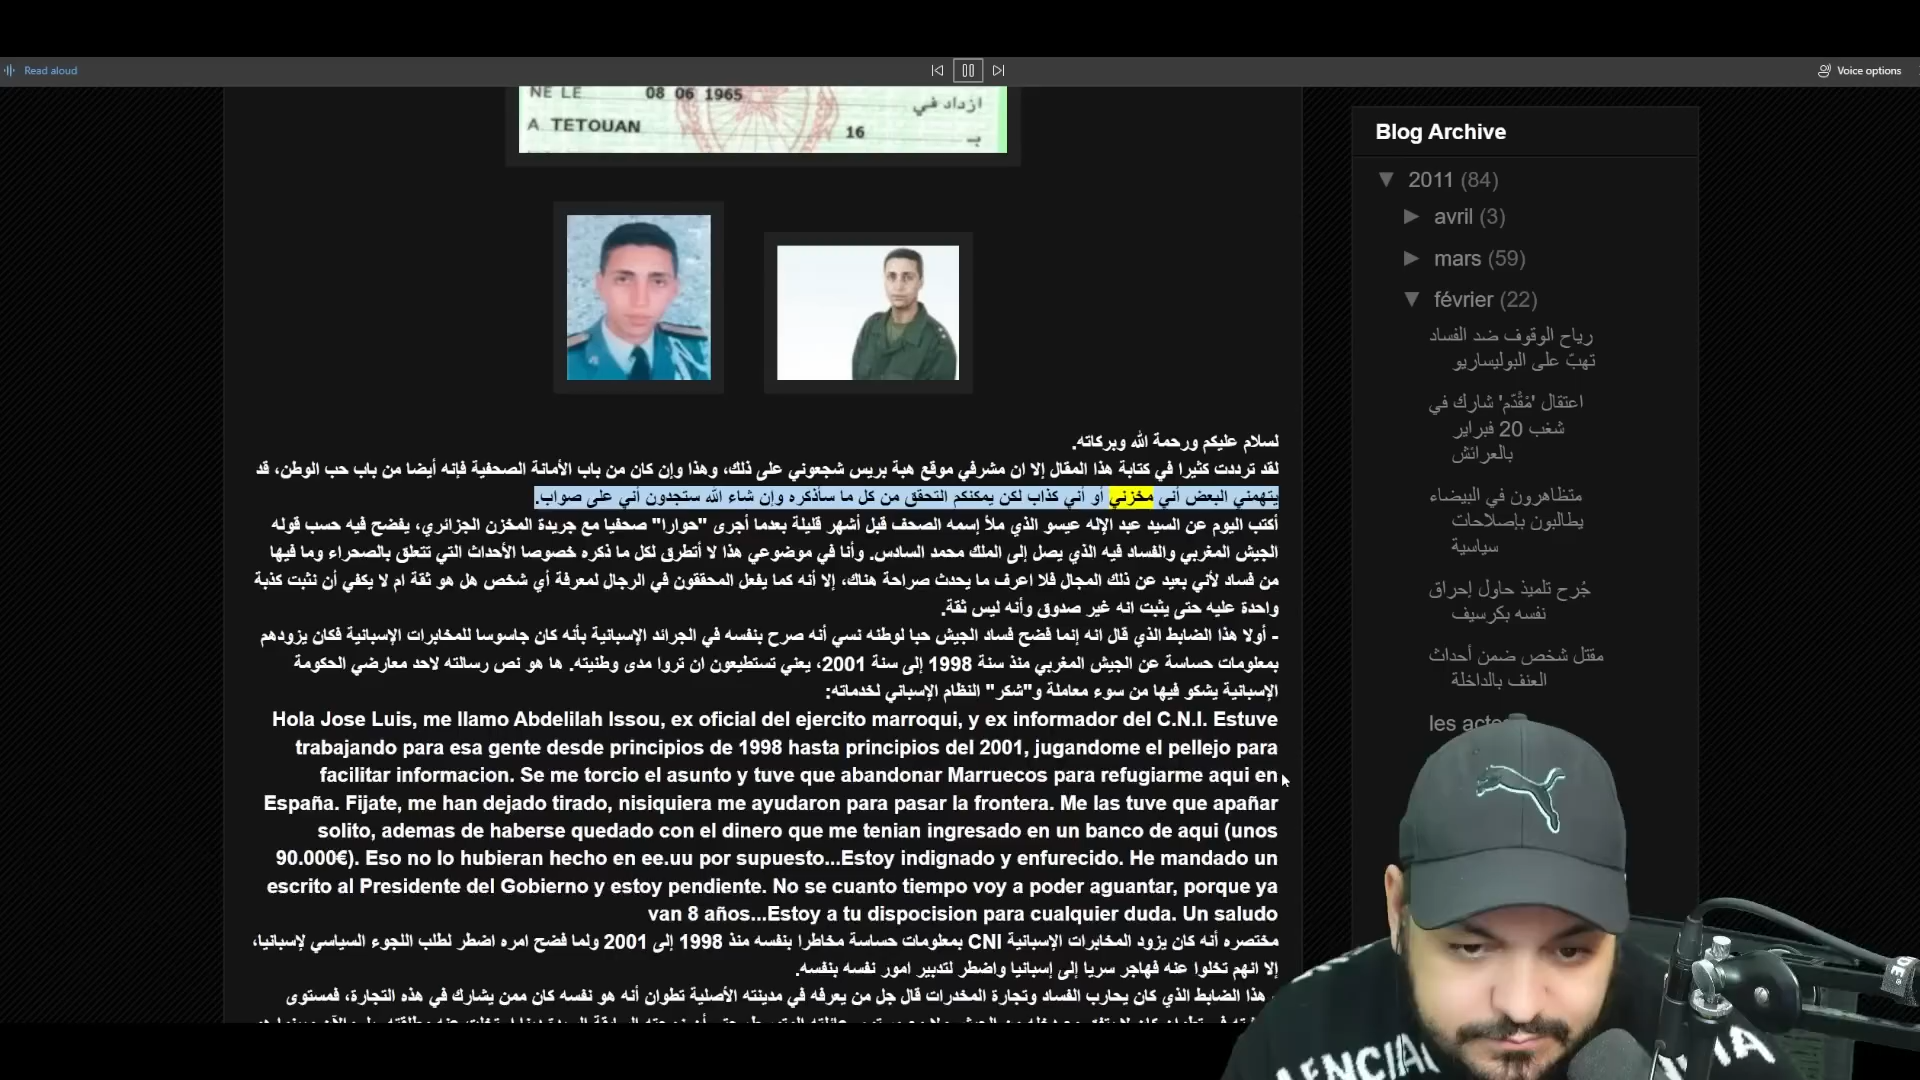 Read aloud
Voice options
NE LE 08 06 1965 ازداد في
A TETOUAN 16 بـ
لسلام عليكم ورحمة الله وبركاته.
لقد ترددت كثيرا في كتابة هذا المقال إلا ان مشرفي موقع هبة بريس شجعوني على ذلك، وهذا وإن كان من باب الأمانة الصحفية فإنه أيضا من باب حب الوطن، قد
يتهمني البعض أني مخزني أو أني كذاب لكن يمكنكم التحقق من كل ما سأذكره وإن شاء الله ستجدون أني على صواب.
أكتب اليوم عن السيد عبد الإله عيسو الذي ملأ إسمه الصحف قبل أشهر قليلة بعدما أجرى "حوارا" صحفيا مع جريدة المخزن الجزائري، يفضح فيه حسب قوله
الجيش المغربي والفساد فيه الذي يصل إلى الملك محمد السادس. وأنا في موضوعي هذا لا أتطرق لكل ما ذكره خصوصا الأحداث التي تتعلق بالصحراء وما فيها
من فساد لأني بعيد عن ذلك المجال فلا اعرف ما يحدث صراحة هناك، إلا أنه كما يفعل المحققون في الرجال لمعرفة أي شخص هل هو ثقة ام لا يكفي أن نثبت كذبة
واحدة عليه حتى يثبت انه غير صدوق وأنه ليس ثقة.
- أولا هذا الضابط الذي قال انه إنما فضح فساد الجيش حبا لوطنه نسي أنه صرح بنفسه في الجرائد الإسبانية بأنه كان جاسوسا للمخابرات الإسبانية فكان يزودهم
بمعلومات حساسة عن الجيش المغربي منذ سنة 1998 إلى سنة 2001، يعني تستطيعون ان تروا مدى وطنيته. ها هو نص رسالته لاحد معارضي الحكومة
الإسبانية يشكو فيها من سوء معاملة و"شكر" النظام الإسباني لخدماته:
Hola Jose Luis, me llamo Abdelilah Issou, ex oficial del ejercito marroqui, y ex informador del C.N.I. Estuve
trabajando para esa gente desde principios de 1998 hasta principios del 2001, jugandome el pellejo para
facilitar informacion. Se me torcio el asunto y tuve que abandonar Marruecos para refugiarme aqui en
España. Fijate, me han dejado tirado, nisiquiera me ayudaron para pasar la frontera. Me las tuve que apañar
solito, ademas de haberse quedado con el dinero que me tenian ingresado en un banco de aqui (unos
90.000€). Eso no lo hubieran hecho en ee.uu por supuesto...Estoy indignado y enfurecido. He mandado un
escrito al Presidente del Gobierno y estoy pendiente. No se cuanto tiempo voy a poder aguantar, porque ya
van 8 años...Estoy a tu dispocision para cualquier duda. Un saludo
مختصره أنه كان يزود المخابرات الإسبانية CNI بمعلومات حساسة مخاطرا بنفسه منذ 1998 إلى 2001 ولما فضح امره اضطر لطلب اللجوء السياسي لإسبانيا،
إلا انهم تخلوا عنه فهاجر سريا إلى إسبانيا واضطر لتدبير امور نفسه بنفسه.
هذا الضابط الذي كان يحارب الفساد وتجارة المخدرات قال جل من يعرفه في مدينته الأصلية تطوان أنه هو نفسه كان ممن يشارك في هذه التجارة، فمستوى
Blog Archive
▼ 2011 (84)
► avril (3)
► mars (59)
▼ février (22)
رياح الوقوف ضد الفساد
تهبّ على البوليساريو
اعتقال 'مْقْدّم' شارك في
شغب 20 فبراير
بالعرائش
متظاهرون في البيضاء
يطالبون بإصلاحات
سياسية
جُرح تلميذ حاول إحراق
نفسه بكرسيف
مقتل شخص ضمن أحداث
العنف بالداخلة
les